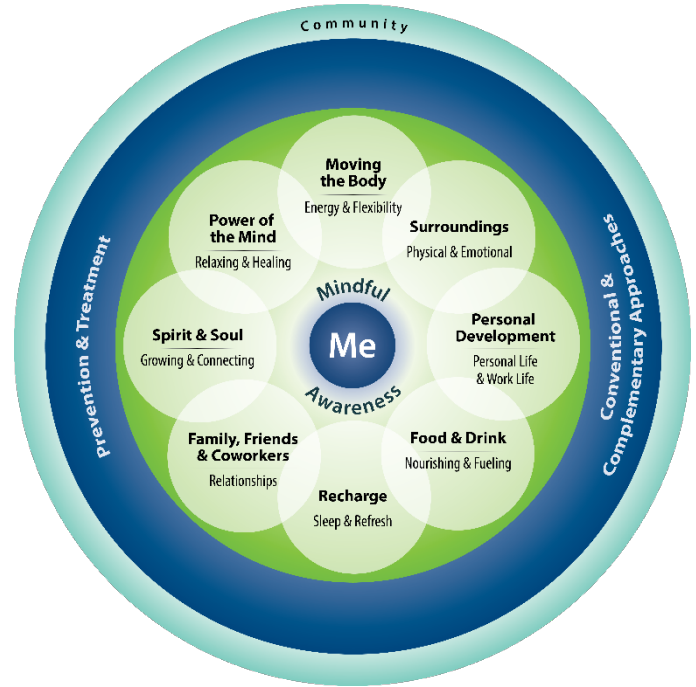 Community
Prevention & Treatment
Conventional &
Complementary Approaches
Moving
the Body
Energy & Flexibility
Surroundings
Physical & Emotional
Personal
Development
Personal Life
& Work Life
Food & Drink
Nourishing & Fueling
Recharge
Sleep & Refresh
Family, Friends
& Coworkers
Relationships
Spirit & Soul
Growing & Connecting
Power of
the Mind
Relaxing & Healing
Mindful
Me
Awareness